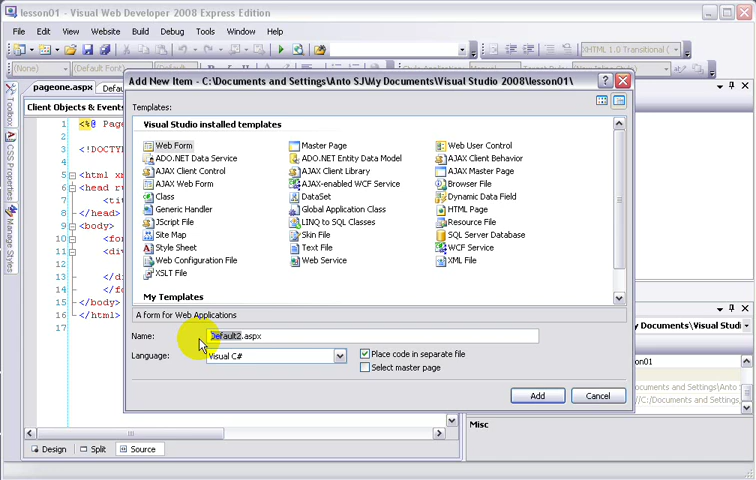 lesson01 - Visual Web Developer 2008 Express Edition
File Edit View Website Build Debug Tools Window Help
(None) (Default Font) (Default XHTML 1.0 Transitional (
pageone.aspx Defau
Toolbox
CSS Properties
Manage Styles
Client Objects & Events
1 <%@ Page
2
3 <!DOCTYP
4
5 <html xm
6 <head ru
7 <tit
8 </head>
9 <body>
10 <for
11 <div
12
13 </di
14 </fo
15 </body>
16 </html>
17
Add New Item - C:\Documents and Settings\Anto SJ\My Documents\Visual Studio 2008\lesson01\
Templates:
Visual Studio installed templates
Web Form Master Page Web User Control
ADO.NET Data Service ADO.NET Entity Data Model AJAX Client Behavior
AJAX Client Control AJAX Client Library AJAX Master Page
AJAX Web Form AJAX-enabled WCF Service Browser File
Class DataSet Dynamic Data Field
Generic Handler Global Application Class HTML Page
JScript File LINQ to SQL Classes Resource File
Site Map Skin File SQL Server Database
Style Sheet Text File WCF Service
Web Configuration File Web Service XML File
XSLT File
My Templates
A form for Web Applications
Name: Default2.aspx
Language: Visual C#
Place code in separate file
Select master page
Add Cancel
y Documents/Visual Studi
sson01
cuments and Settings/A
://C:/Documents and Se
Misc
Design Split Source